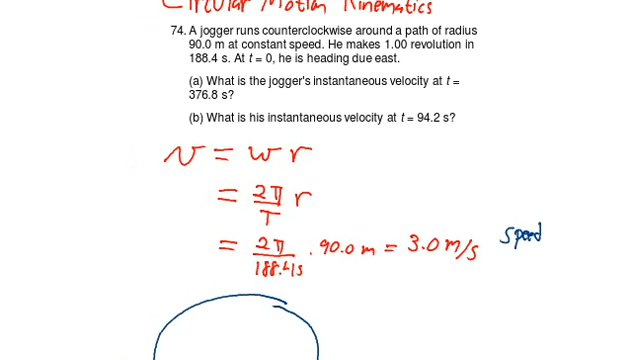 Circular Motion Kinematics
74. A jogger runs counterclockwise around a path of radius
90.0 m at constant speed. He makes 1.00 revolution in
188.4 s. At t = 0, he is heading due east.
(a) What is the jogger's instantaneous velocity at t =
376.8 s?
(b) What is his instantaneous velocity at t = 94.2 s?
v = w r
= 2π/T r
= 2π/188.41s . 90.0 m = 3.0 m/s speed